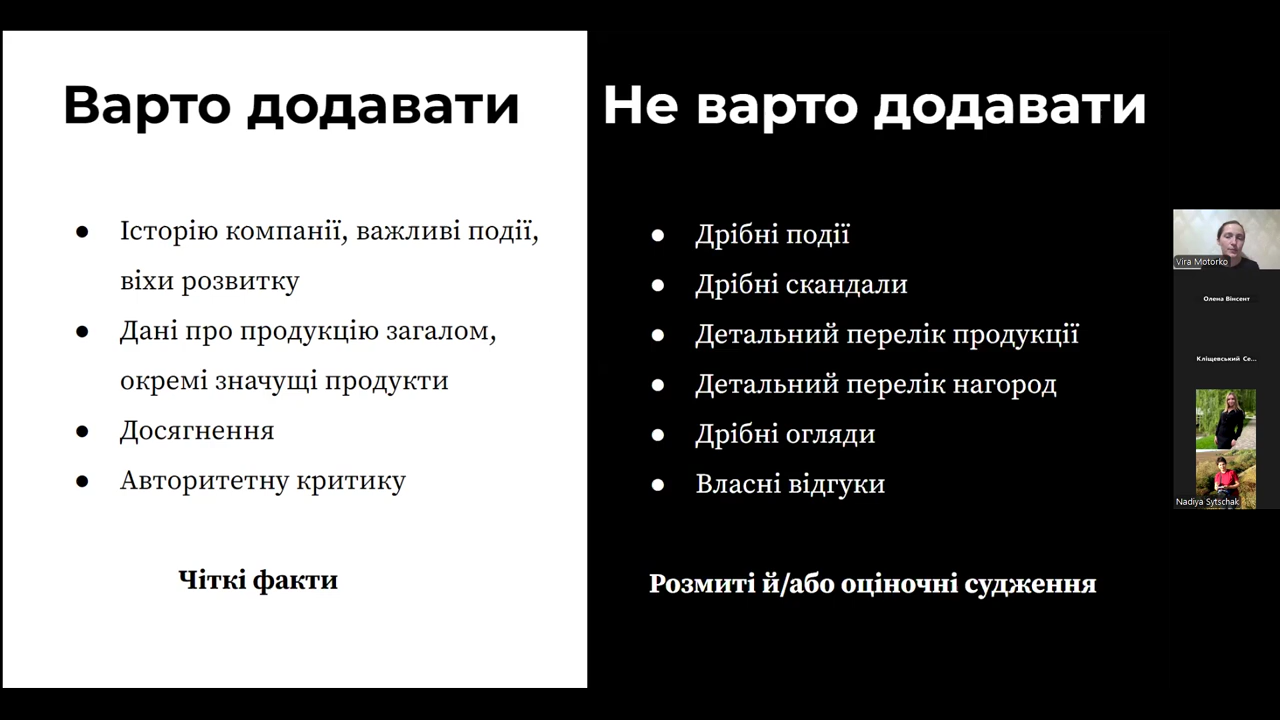 Варто додавати
Історію компанії, важливі події,
віхи розвитку
Дані про продукцію загалом,
окремі значущі продукти
Досягнення
Авторитетну критику
Чіткі факти
Не варто додавати
Дрібні події
Дрібні скандали
Детальний перелік продукції
Детальний перелік нагород
Дрібні огляди
Власні відгуки
Розмиті й/або оціночні судження
Vira Motorko
Олена Вінсент
Кліщевський Се...
Nadiya Sytschak